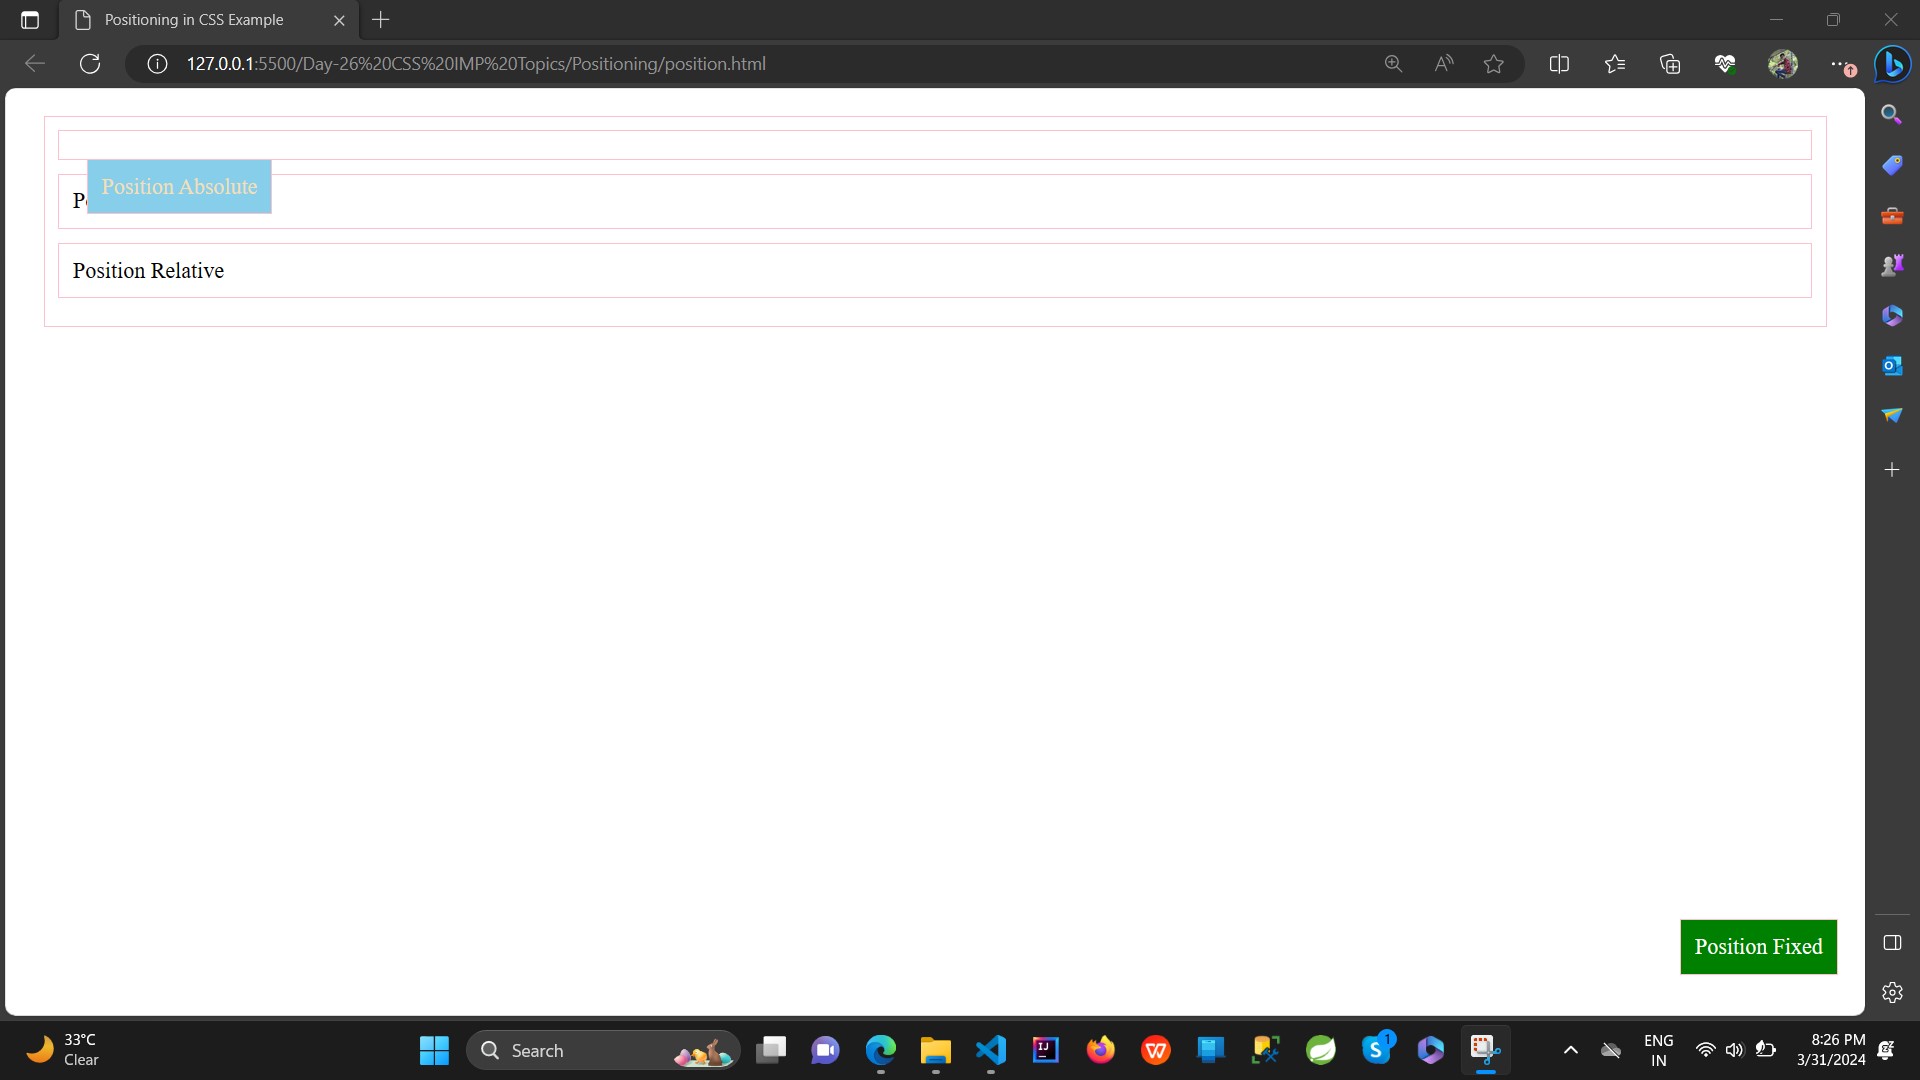 Positioning in CSS Example
127.0.0.1:5500/Day-26%20CSS%20IMP%20Topics/Positioning/position.html
Position Absolute
Position Relative
Position Fixed
33°C
Clear
Search
ENG
IN
8:26 PM
3/31/2024